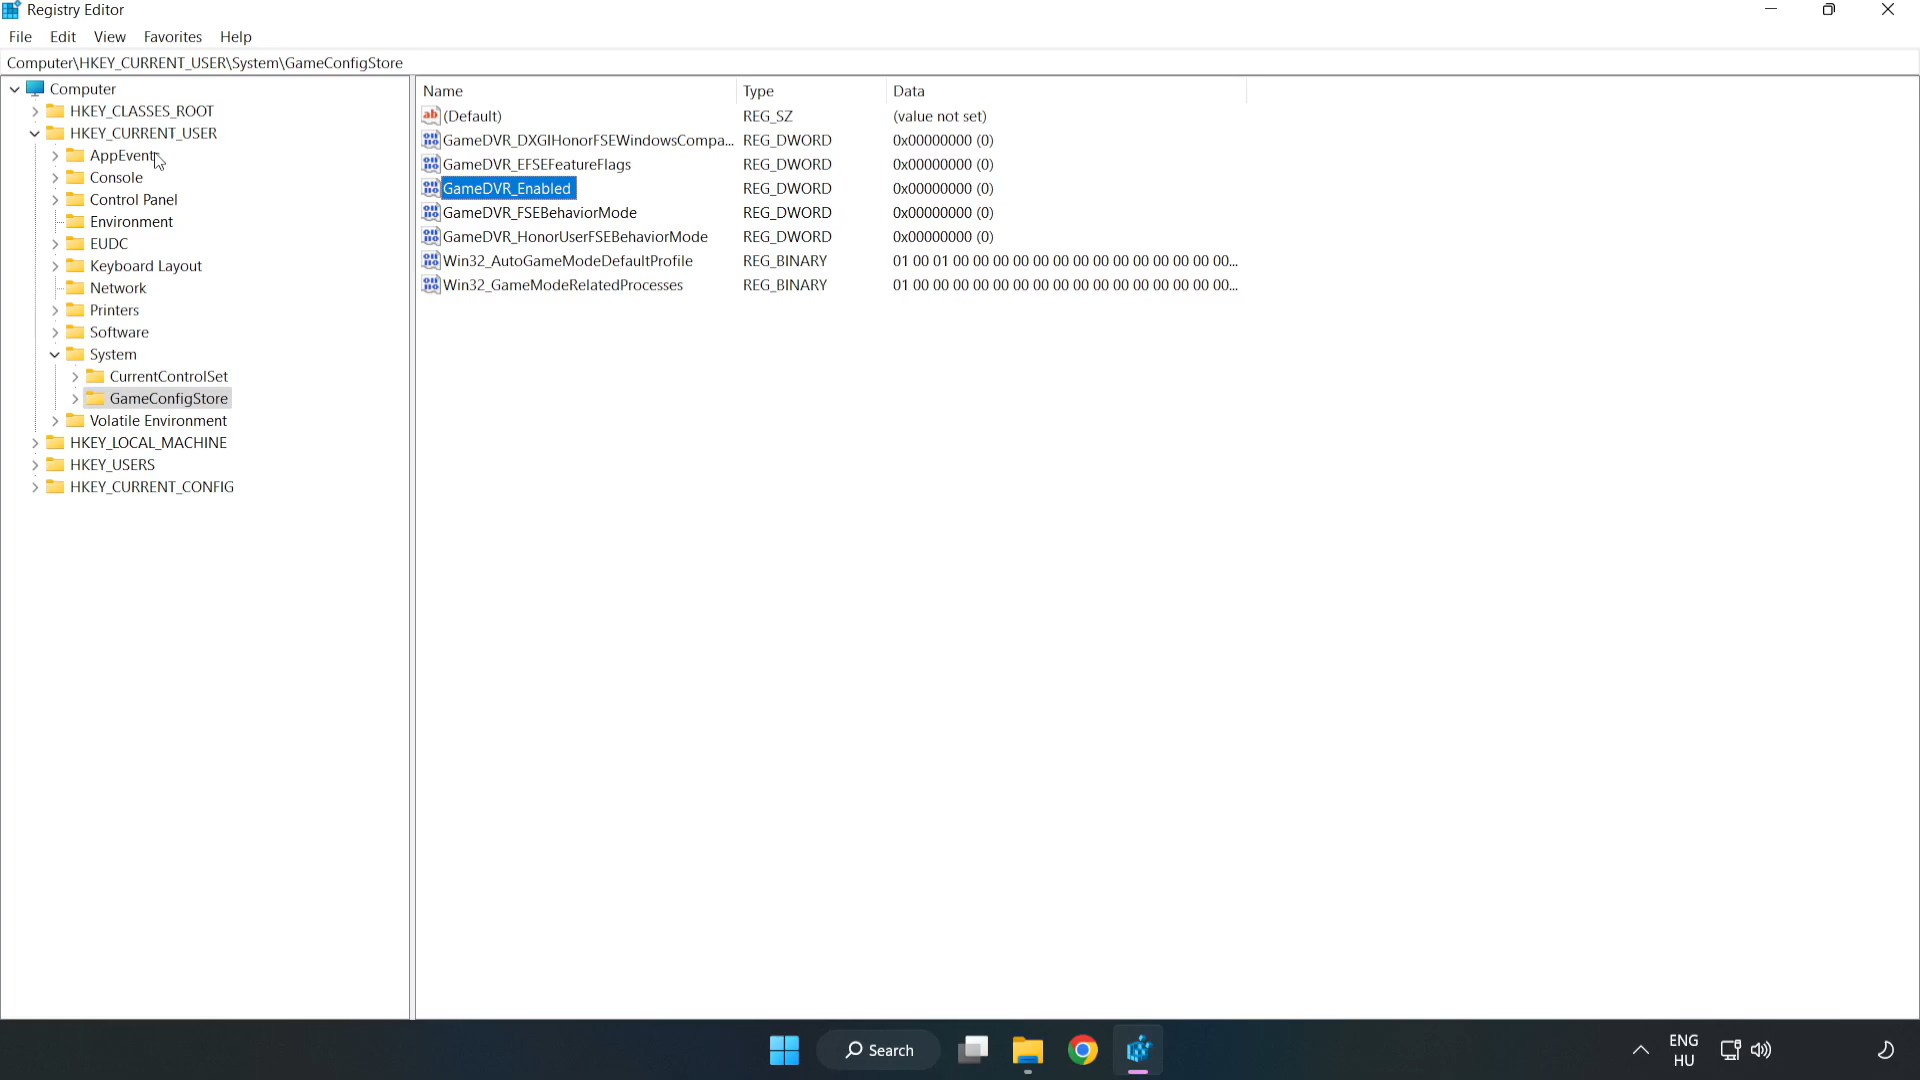 Registry Editor
File Edit View Favorites Help
Computer\HKEY_CURRENT_USER\System\GameConfigStore
Computer
HKEY_CLASSES_ROOT
HKEY_CURRENT_USER
AppEvents
Console
Control Panel
Environment
EUDC
Keyboard Layout
Network
Printers
Software
System
CurrentControlSet
GameConfigStore
Volatile Environment
HKEY_LOCAL_MACHINE
HKEY_USERS
HKEY_CURRENT_CONFIG
Name Type Data
(Default) REG_SZ (value not set)
GameDVR_DXGIHonorFSEWindowsCompa... REG_DWORD 0x00000000 (0)
GameDVR_EFSEFeatureFlags REG_DWORD 0x00000000 (0)
GameDVR_Enabled REG_DWORD 0x00000000 (0)
GameDVR_FSEBehaviorMode REG_DWORD 0x00000000 (0)
GameDVR_HonorUserFSEBehaviorMode REG_DWORD 0x00000000 (0)
Win32_AutoGameModeDefaultProfile REG_BINARY 01 00 01 00 00 00 00 00 00 00 00 00 00 00 00 00 00...
Win32_GameModeRelatedProcesses REG_BINARY 01 00 00 00 00 00 00 00 00 00 00 00 00 00 00 00 00...
Search
ENG
HU